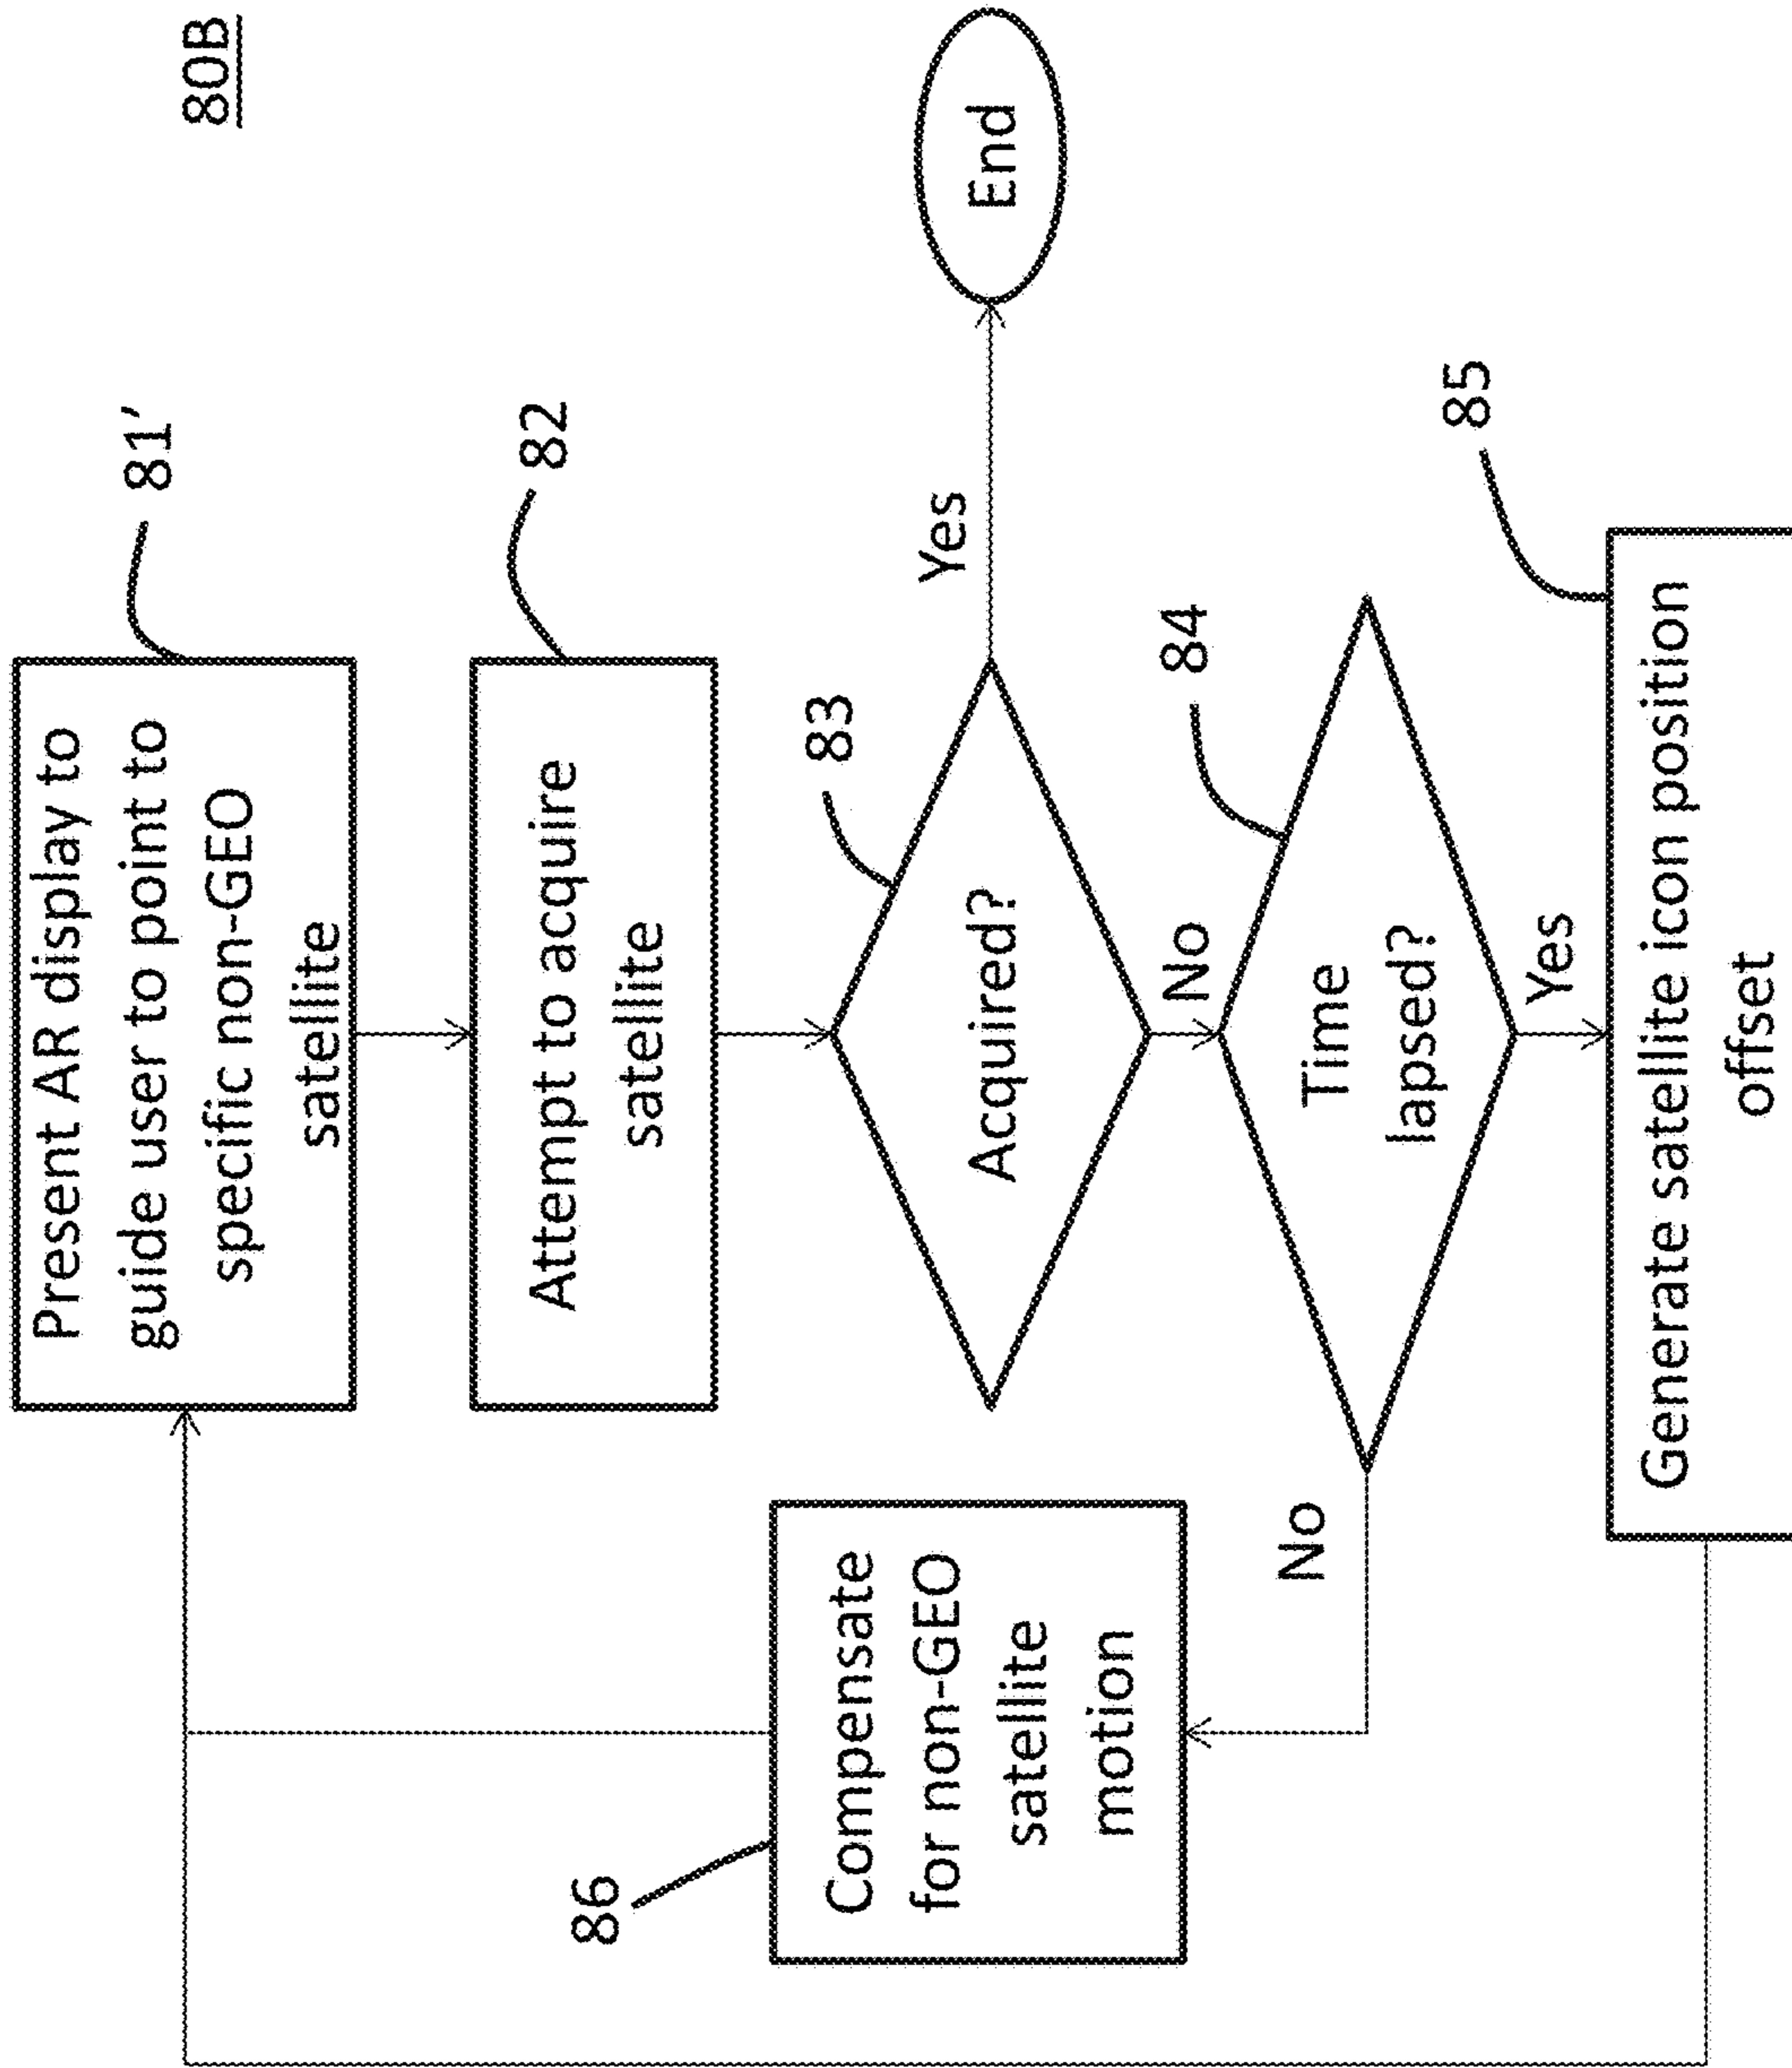 80B
Present AR display to
guide user to point to
specific non-GEO
satellite
81’
Attempt to acquire
satellite
82
Acquired?
83
Yes
End
No
Time
lapsed?
84
No
Compensate
for non-GEO
satellite
motion
86
Yes
Generate satellite icon position
offset
85